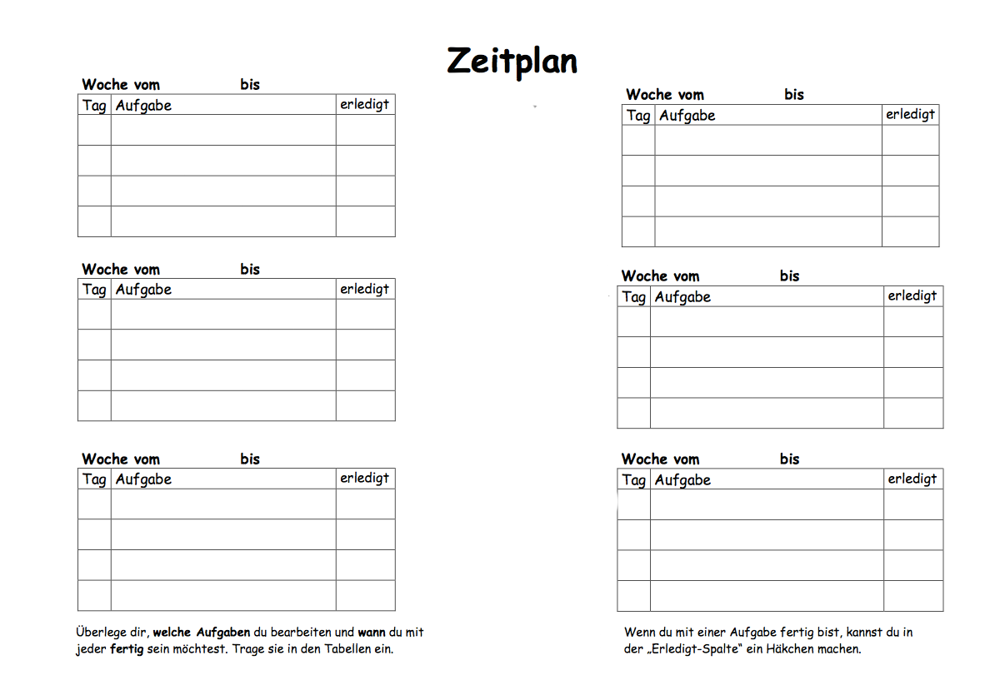 Zeitplan
Woche vom bis
Tag Aufgabe erledigt
Woche vom bis
Tag Aufgabe erledigt
Woche vom bis
Tag Aufgabe erledigt
Überlege dir, welche Aufgaben du bearbeiten und wann du mit
jeder fertig sein möchtest. Trage sie in den Tabellen ein.
Woche vom bis
Tag Aufgabe erledigt
Woche vom bis
Tag Aufgabe erledigt
Woche vom bis
Tag Aufgabe erledigt
Wenn du mit einer Aufgabe fertig bist, kannst du in
der „Erledigt-Spalte“ ein Häkchen machen.